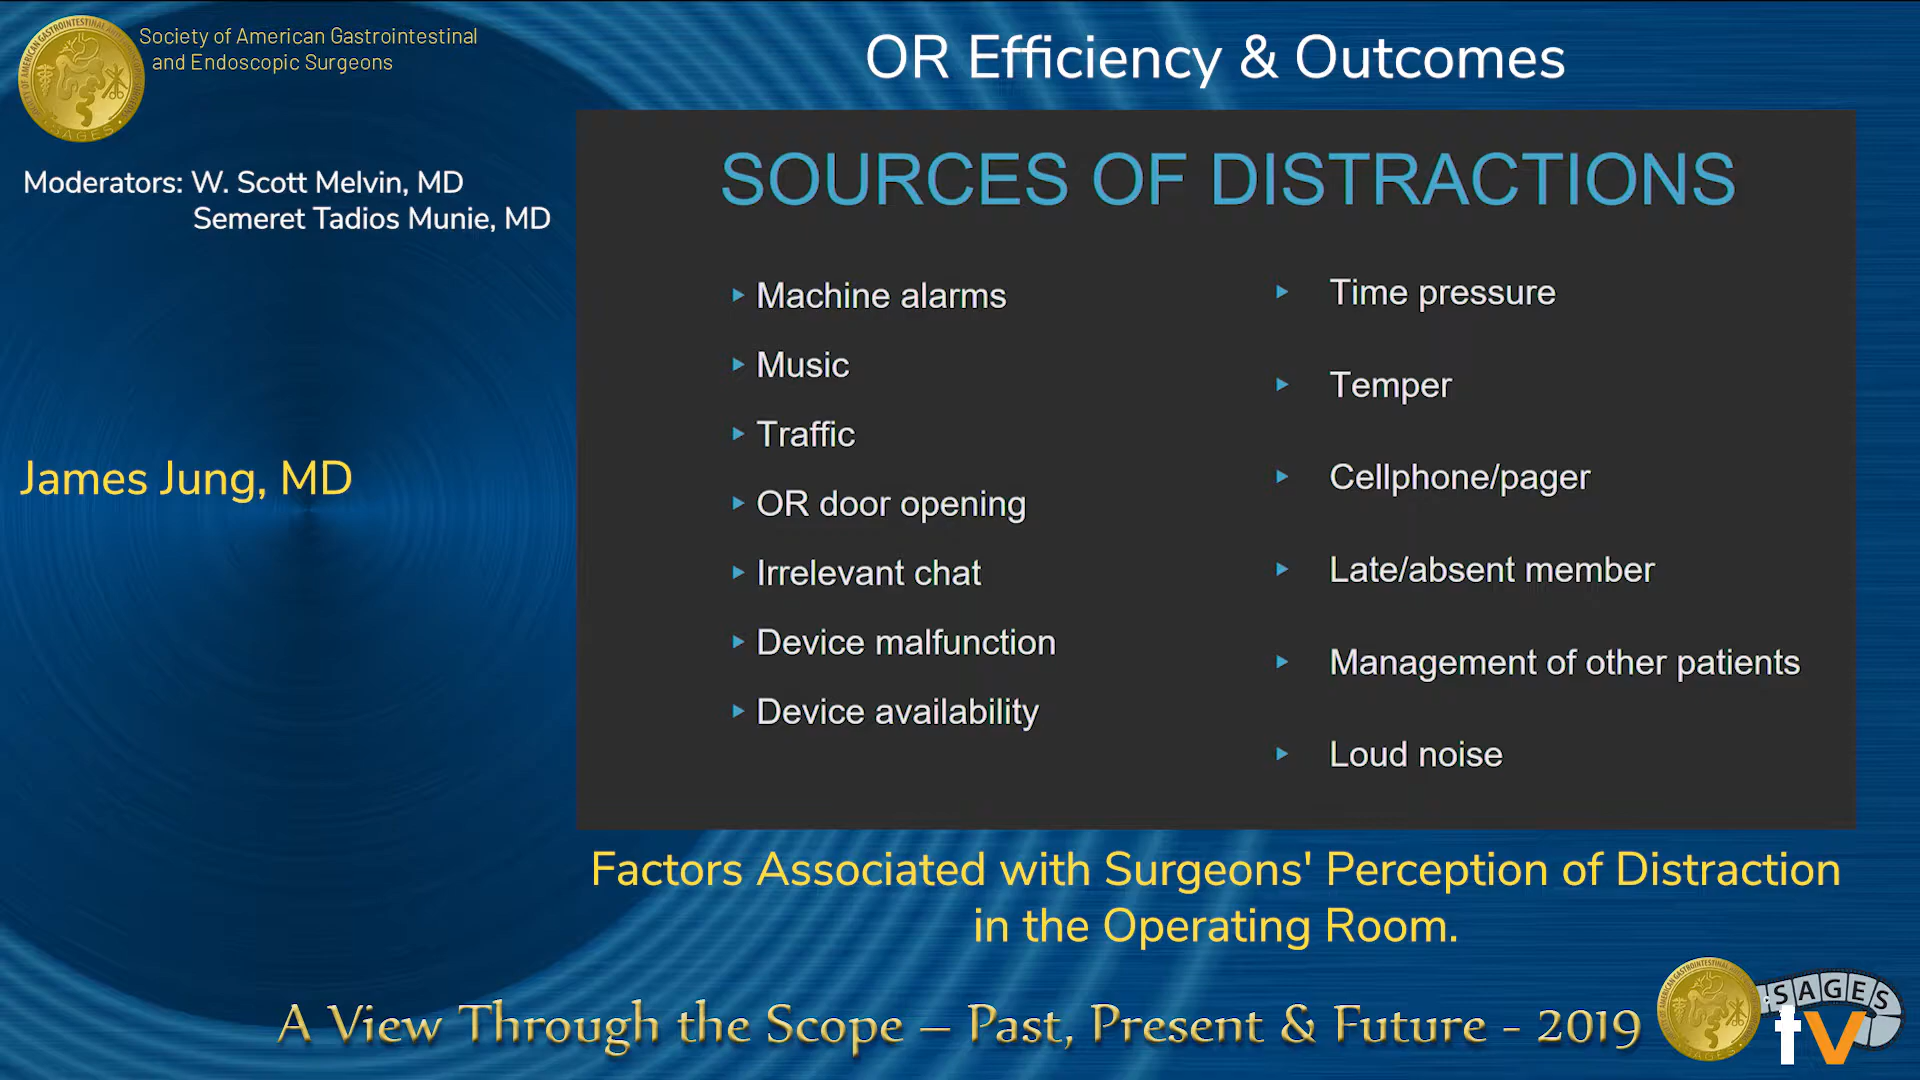 Society of American Gastrointestinal
and Endoscopic Surgeons
OR Efficiency & Outcomes
Moderators: W. Scott Melvin, MD
Semeret Tadios Munie, MD
James Jung, MD
SOURCES OF DISTRACTIONS
Machine alarms
Music
Traffic
OR door opening
Irrelevant chat
Device malfunction
Device availability
Time pressure
Temper
Cellphone/pager
Late/absent member
Management of other patients
Loud noise
Factors Associated with Surgeons' Perception of Distraction
in the Operating Room.
A View Through the Scope – Past, Present & Future - 2019
SAGES
tv